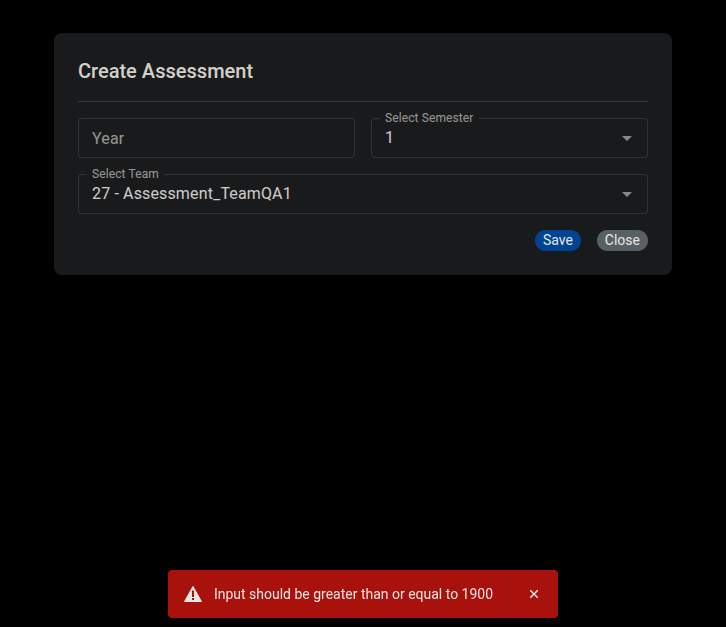 Create Assessment
Year
Select Semester
1
Select Team
27 - Assessment_TeamQA1
Save
Close
Input should be greater than or equal to 1900